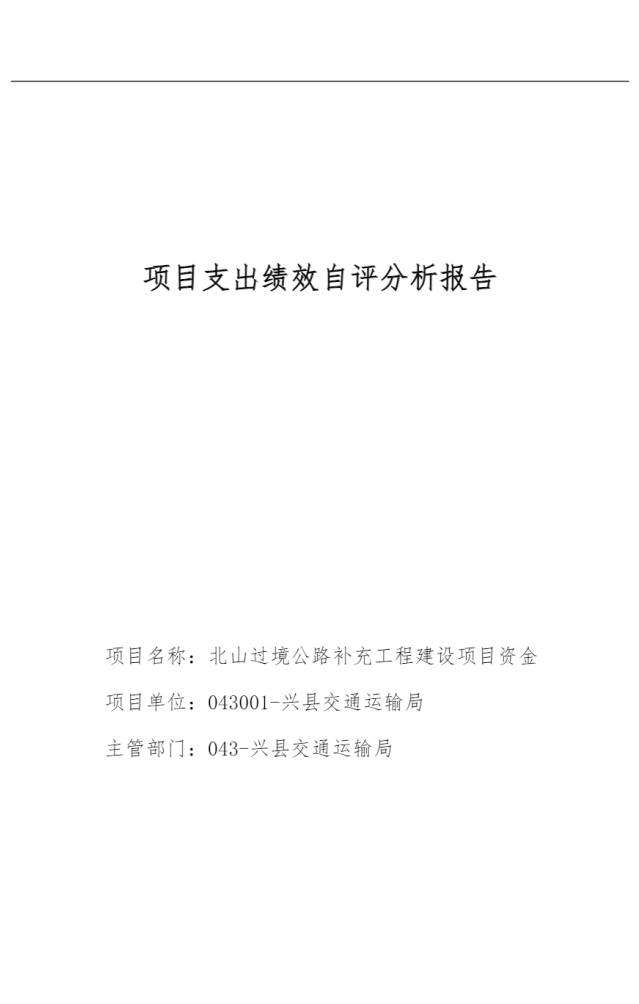 项目支出绩效自评分析报告
项目名称：北山过境公路补充工程建设项目资金
项目单位：043001-兴县交通运输局
主管部门：043-兴县交通运输局